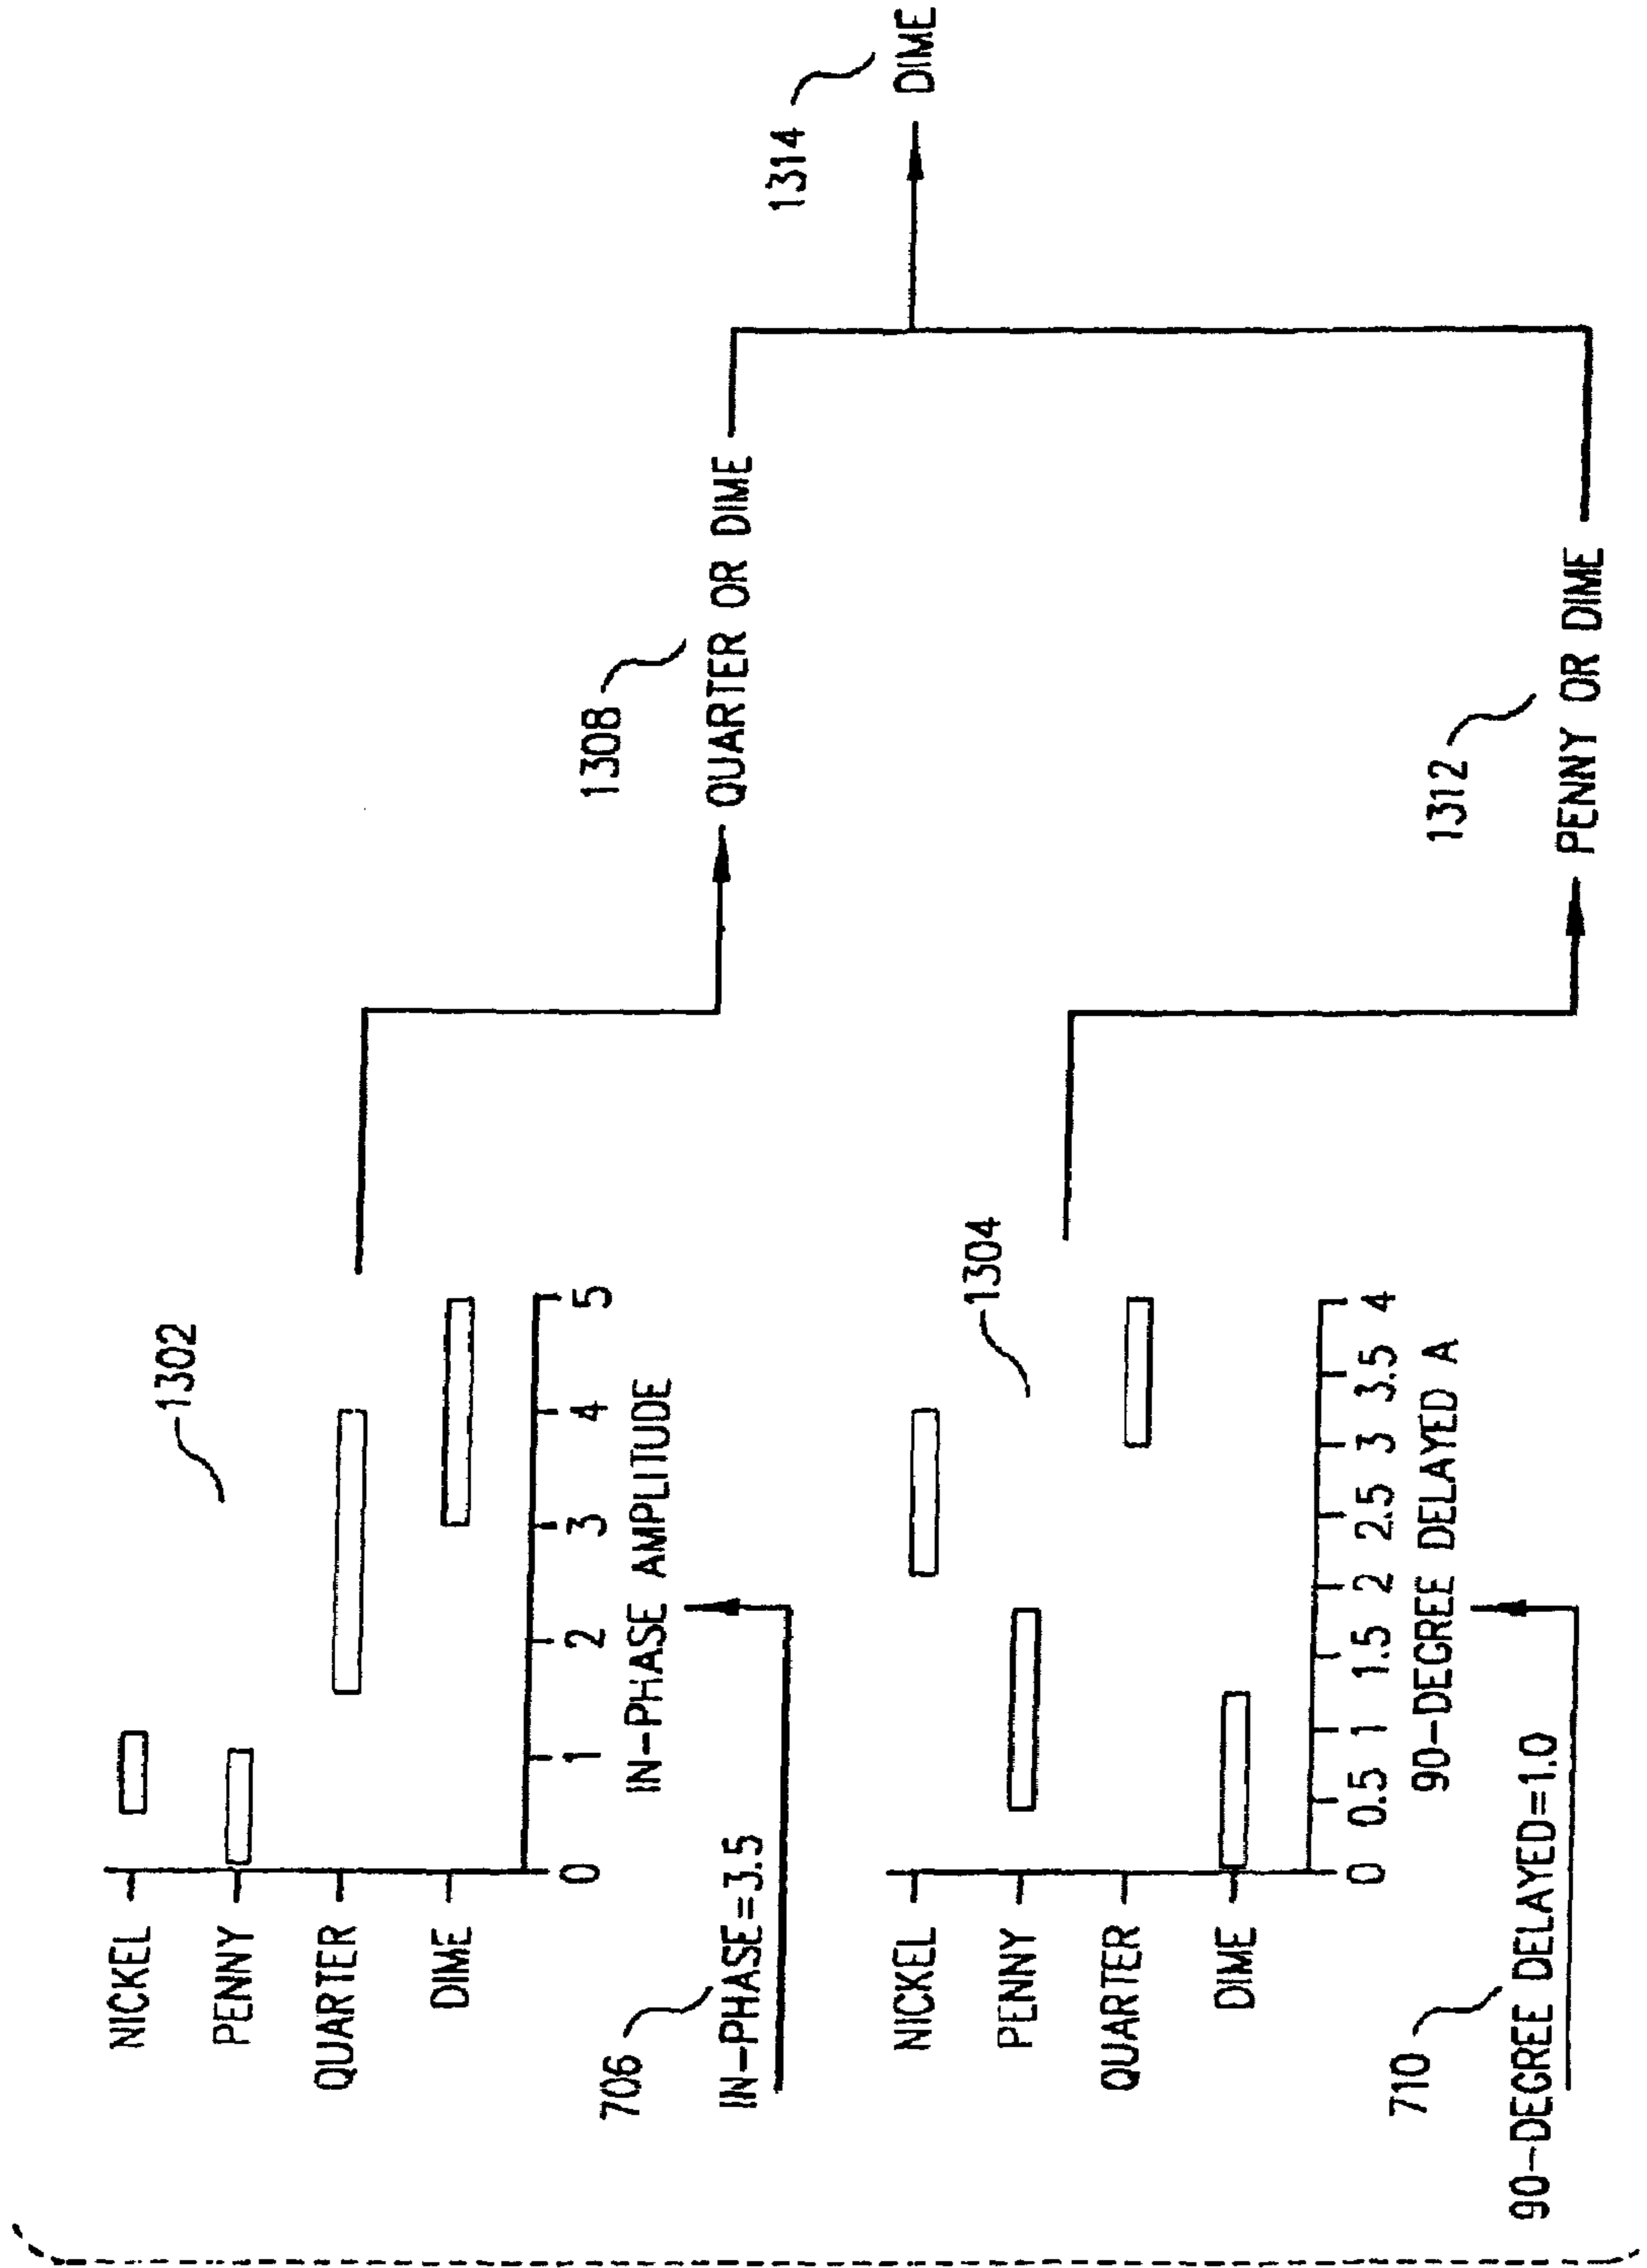 1302
NICKEL
PENNY
QUARTER
DIME
0 1 2 3 4 5
IN-PHASE AMPLITUDE
706
IN-PHASE=3.5
1304
NICKEL
PENNY
QUARTER
DIME
0 0.5 1 1.5 2 2.5 3 3.5 4
90-DEGREE DELAYED A
710
90-DEGREE DELAYED=1.0
1308
QUARTER OR DIME
1312
PENNY OR DIME
1314
DIME